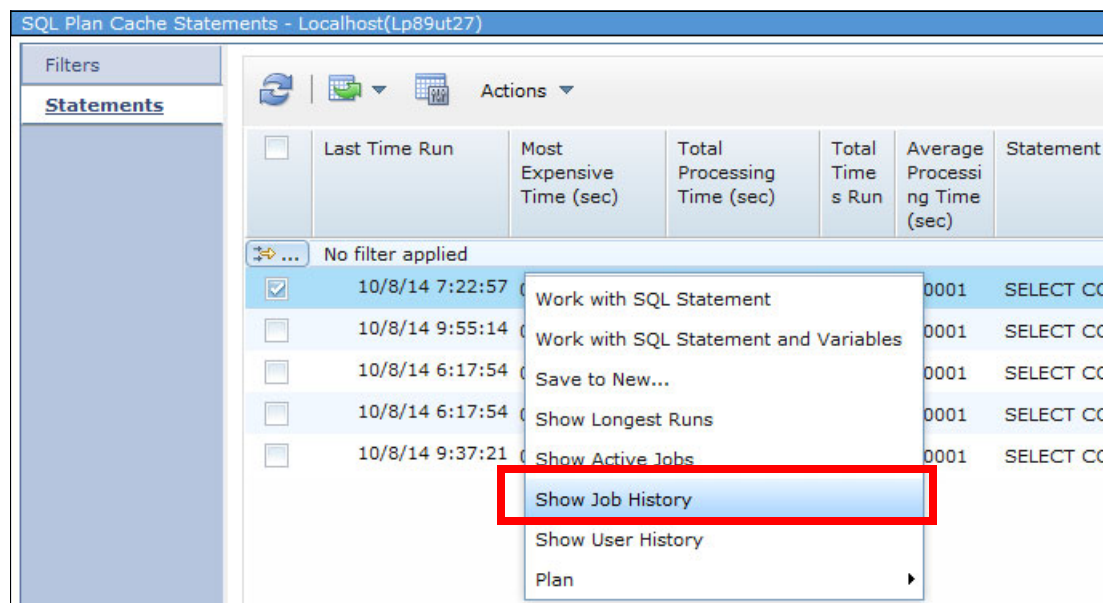 SQL Plan Cache Statements - Localhost(Lp89ut27)
Filters
Statements
Actions
Last Time Run
Most
Expensive
Time (sec)
Total
Processing
Time (sec)
Total
Time
s Run
Average
Processi
ng Time
(sec)
Statement
...
No filter applied
10/8/14 7:22:57
0001 SELECT CO
10/8/14 9:55:14
0001 SELECT CO
10/8/14 6:17:54
0001 SELECT CO
10/8/14 6:17:54
0001 SELECT CO
10/8/14 9:37:21
0001 SELECT CO
Work with SQL Statement
Work with SQL Statement and Variables
Save to New...
Show Longest Runs
Show Active Jobs
Show Job History
Show User History
Plan